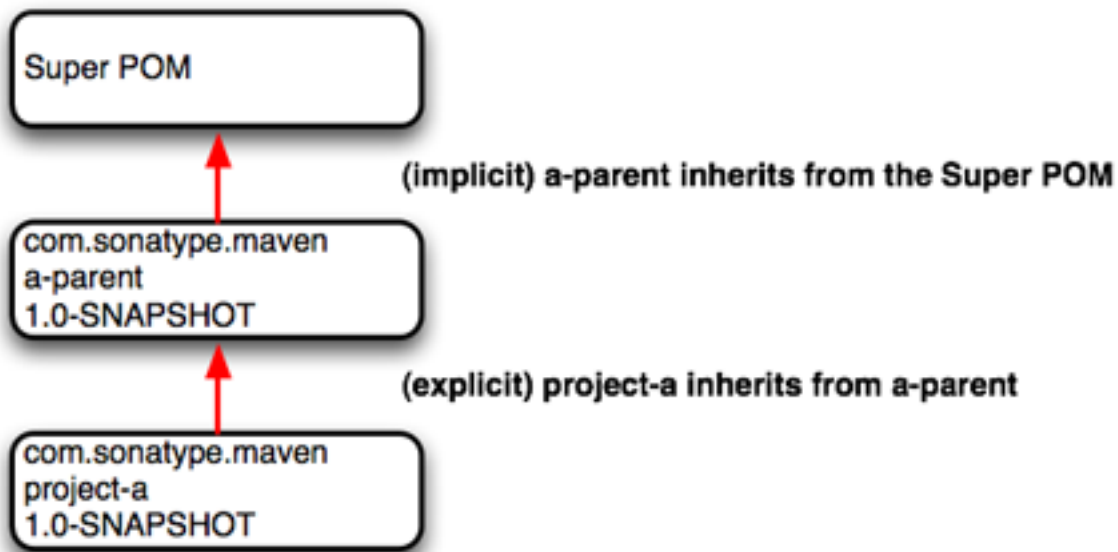 Super POM
(implicit) a-parent inherits from the Super POM
com.sonatype.maven
a-parent
1.0-SNAPSHOT
(explicit) project-a inherits from a-parent
com.sonatype.maven
project-a
1.0-SNAPSHOT